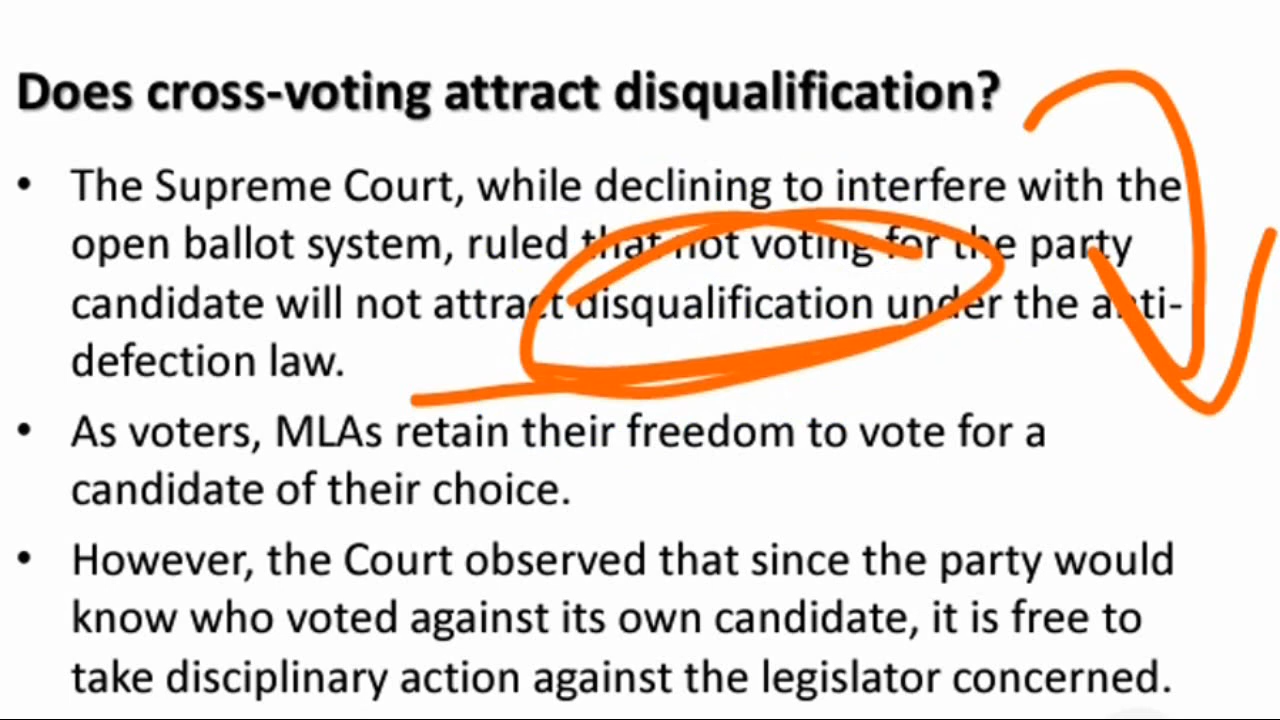 Does cross-voting attract disqualification?
• The Supreme Court, while declining to interfere with the
open ballot system, ruled that not voting for the party
candidate will not attract disqualification under the anti-
defection law.
• As voters, MLAs retain their freedom to vote for a
candidate of their choice.
• However, the Court observed that since the party would
know who voted against its own candidate, it is free to
take disciplinary action against the legislator concerned.